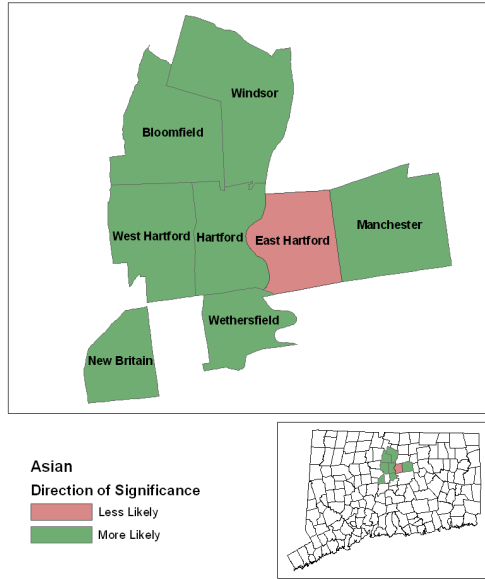 Windsor
Bloomfield
West Hartford
Hartford
East Hartford
Manchester
Wethersfield
New Britain
Asian
Direction of Significance
Less Likely
More Likely